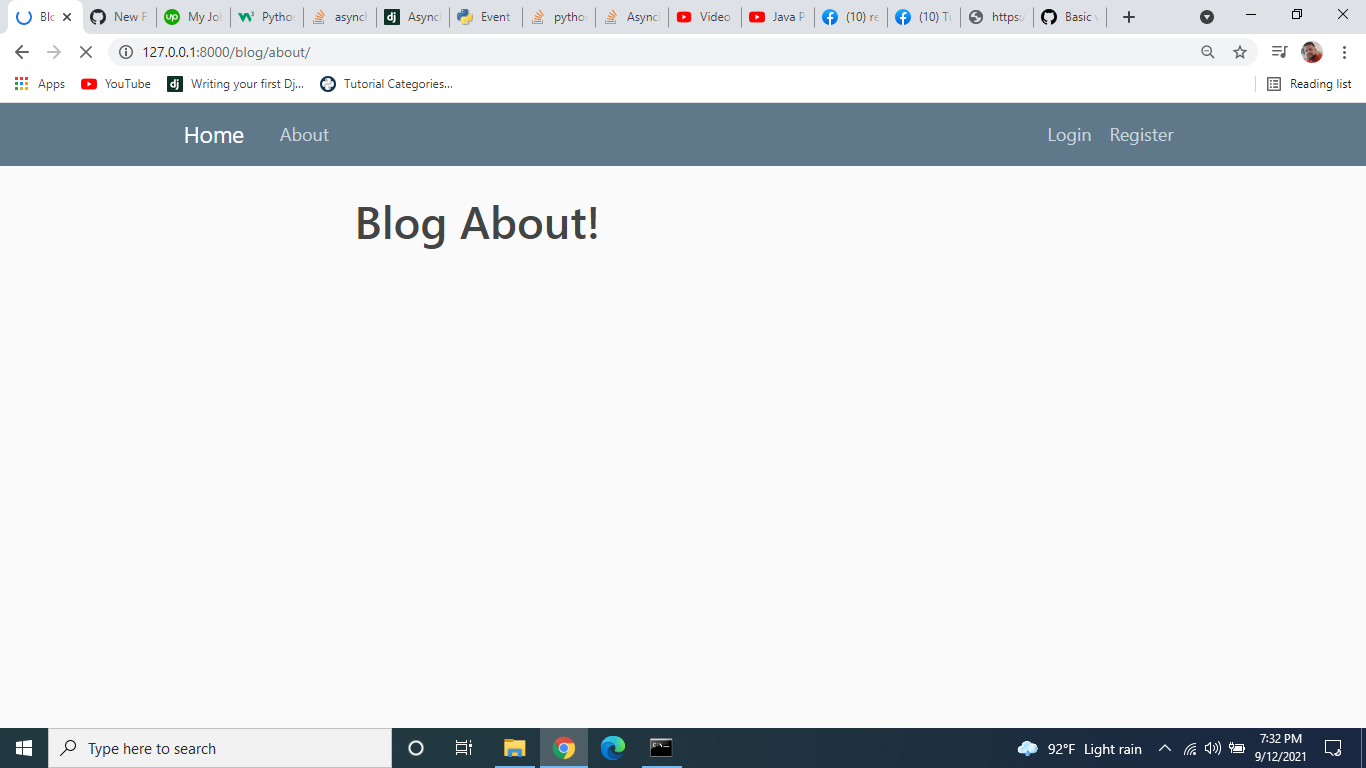 Blo New F My Jol Pytho async Async Event pytho Async Video Java P (10) re (10) Tu https:/ Basic
127.0.0.1:8000/blog/about/
Apps YouTube Writing your first Dj... Tutorial Categories... Reading list
Home About Login Register
Blog About!
Type here to search
92°F Light rain
7:32 PM
9/12/2021